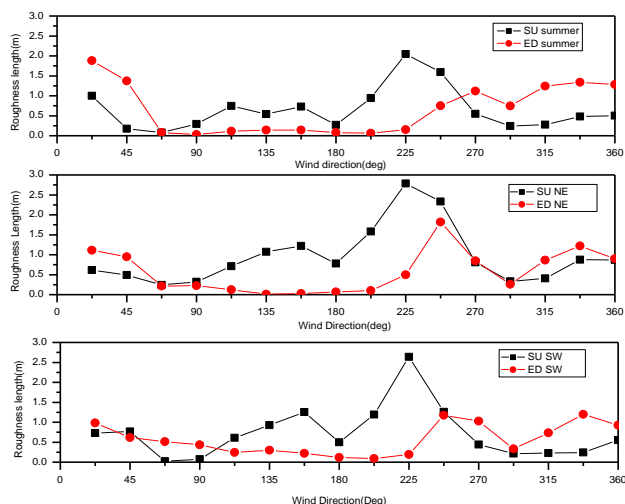 Roughness length(m)
3.0
2.5
2.0
1.5
1.0
0.5
0.0
SU summer
ED summer
0 45 90 135 180 225 270 315 360
Wind direction(deg)
Roughness Length(m)
3.0
2.5
2.0
1.5
1.0
0.5
0.0
SU NE
ED NE
0 45 90 135 180 225 270 315 360
Wind Direction(deg)
Roughness length(m)
3.0
2.5
2.0
1.5
1.0
0.5
0.0
SU SW
ED SW
0 45 90 135 180 225 270 315 360
Wind Direction(Deg)